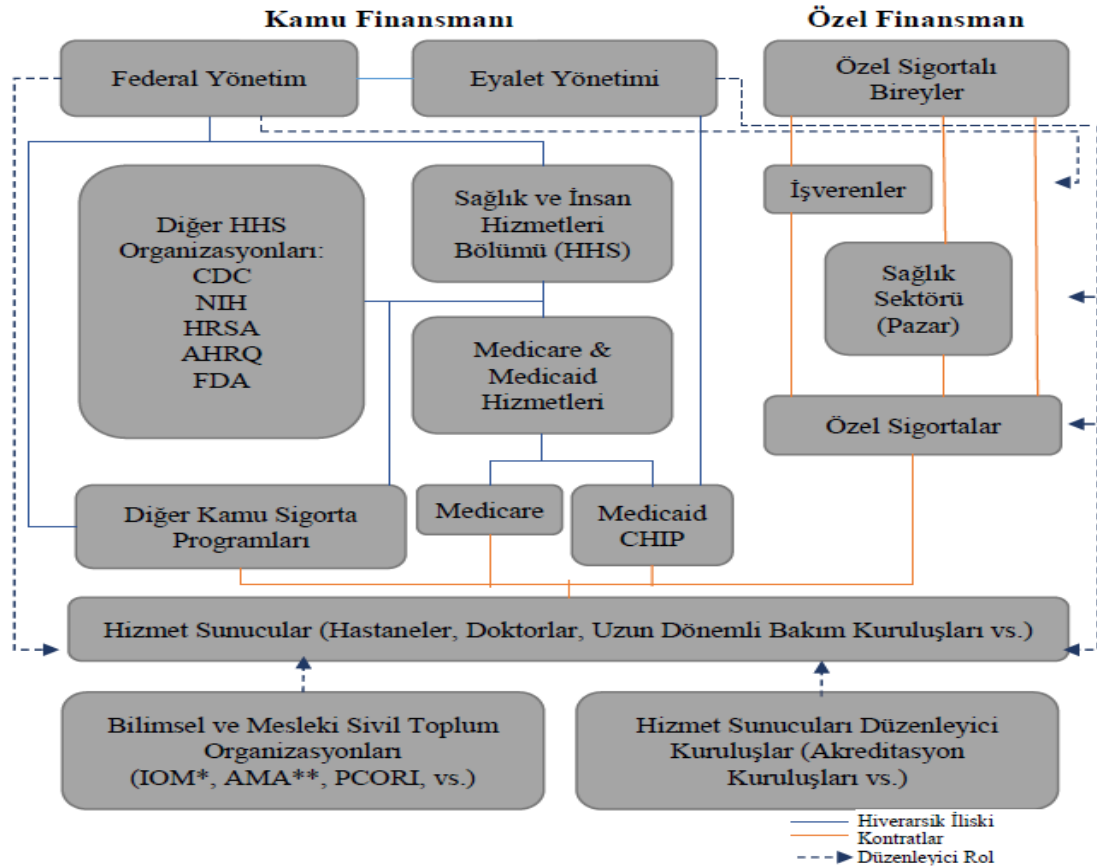 Kamu Finansmanı
Özel Finansman
Federal Yönetim
Eyalet Yönetimi
Özel Sigortalı
Bireyler
Diğer HHS
Organizasyonları:
CDC
NIH
HRSA
AHRQ
FDA
Sağlık ve İnsan
Hizmetleri
Bölümü (HHS)
İşverenler
Sağlık
Sektörü
(Pazar)
Medicare &
Medicaid
Hizmetleri
Özel Sigortalar
Diğer Kamu Sigorta
Programları
Medicare
Medicaid
CHIP
Hizmet Sunucular (Hastaneler, Doktorlar, Uzun Dönemli Bakım Kuruluşları vs.)
Bilimsel ve Mesleki Sivil Toplum
Organizasyonları
(IOM*, AMA**, PCORI, vs.)
Hizmet Sunucuları Düzenleyici
Kuruluşlar (Akreditasyon
Kuruluşları vs.)
Hiverarsik İliski
Kontratlar
Düzenleyici Rol